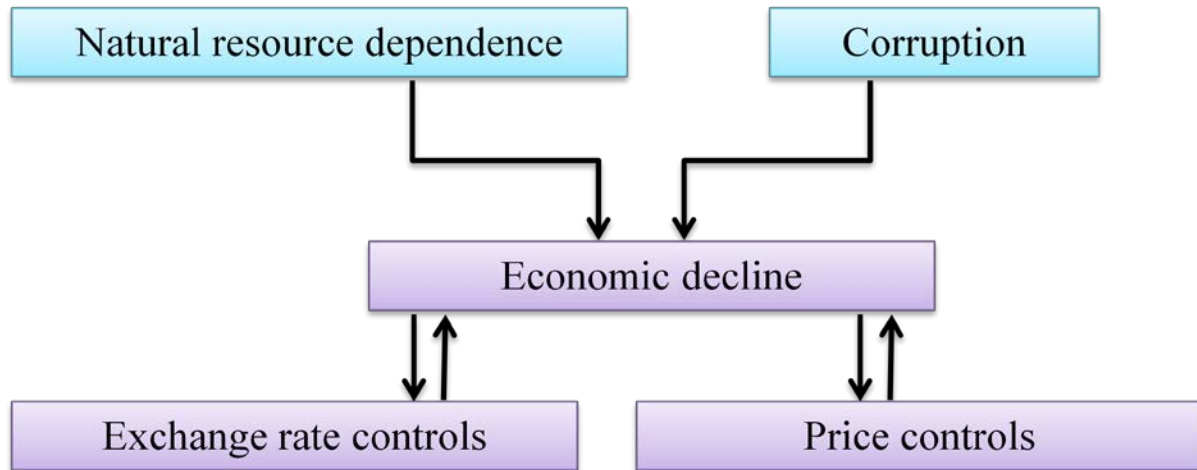 Natural resource dependence
Corruption
Economic decline
Exchange rate controls
Price controls